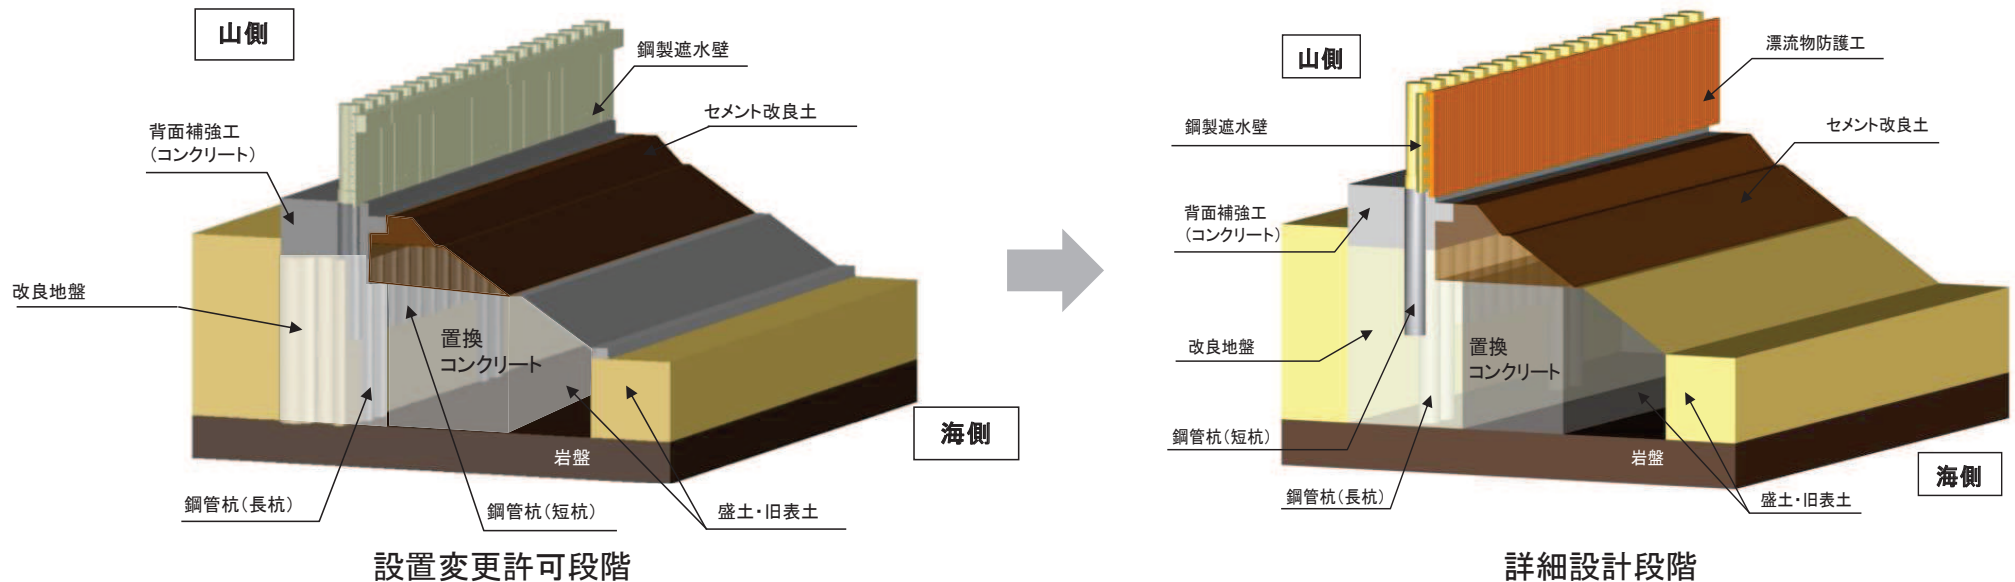 山側
鋼製遮水壁
セメント改良土
背面補強工
（コンクリート）
改良地盤
置換
コンクリート
海側
岩盤
鋼管杭（長杭）
鋼管杭（短杭）
盛土・旧表土
設置変更許可段階
山側
漂流物防護工
鋼製遮水壁
セメント改良土
背面補強工
（コンクリート）
改良地盤
置換
コンクリート
鋼管杭（短杭）
岩盤
海側
鋼管杭（長杭）
盛土・旧表土
詳細設計段階